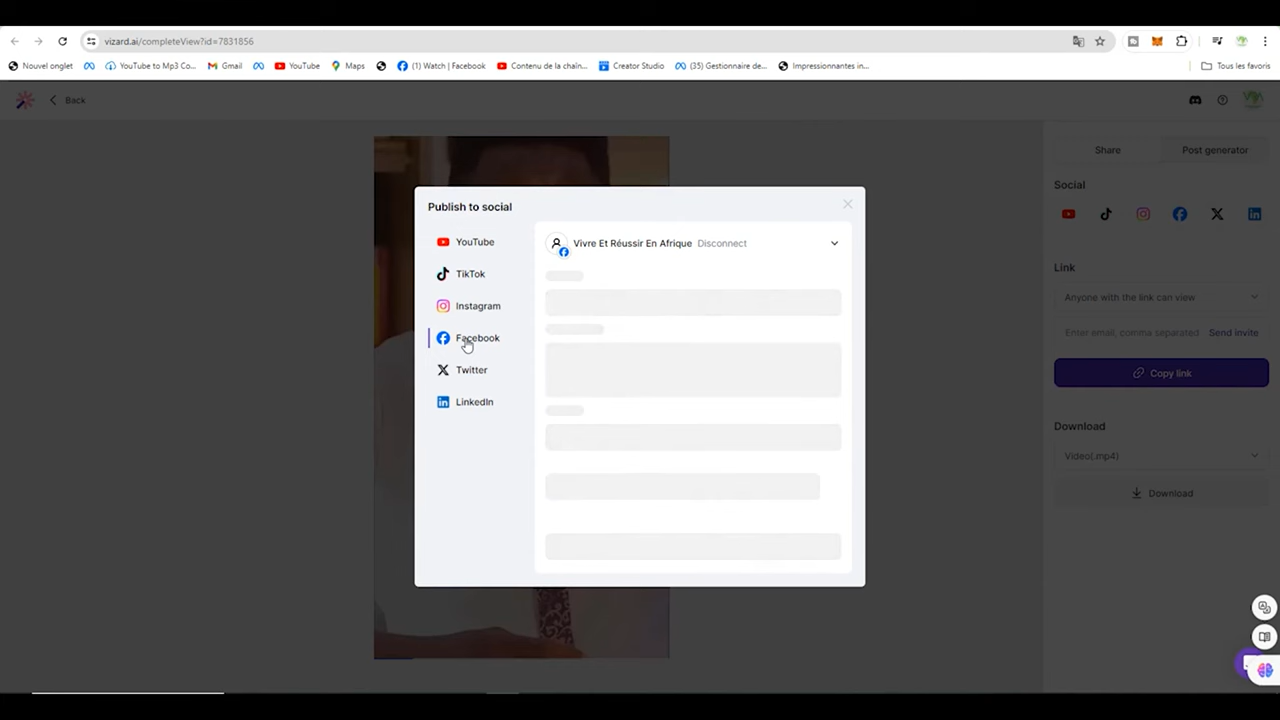 vizard.ai/completeView?id=7831856
Nouvel onglet
YouTube to Mp3 Co...
Gmail
YouTube
Maps
(1) Watch | Facebook
Contenu de la chaîn...
Creator Studio
(35) Gestionnaire de...
Impressionnantes in...
Tous les favoris
Back
Share
Post generator
Social
Link
Anyone with the link can view
Enter email, comma separated
Send invite
Copy link
Download
Video(.mp4)
Download
Publish to social
YouTube
TikTok
Instagram
Facebook
Twitter
LinkedIn
Vivre Et Réussir En Afrique
Disconnect